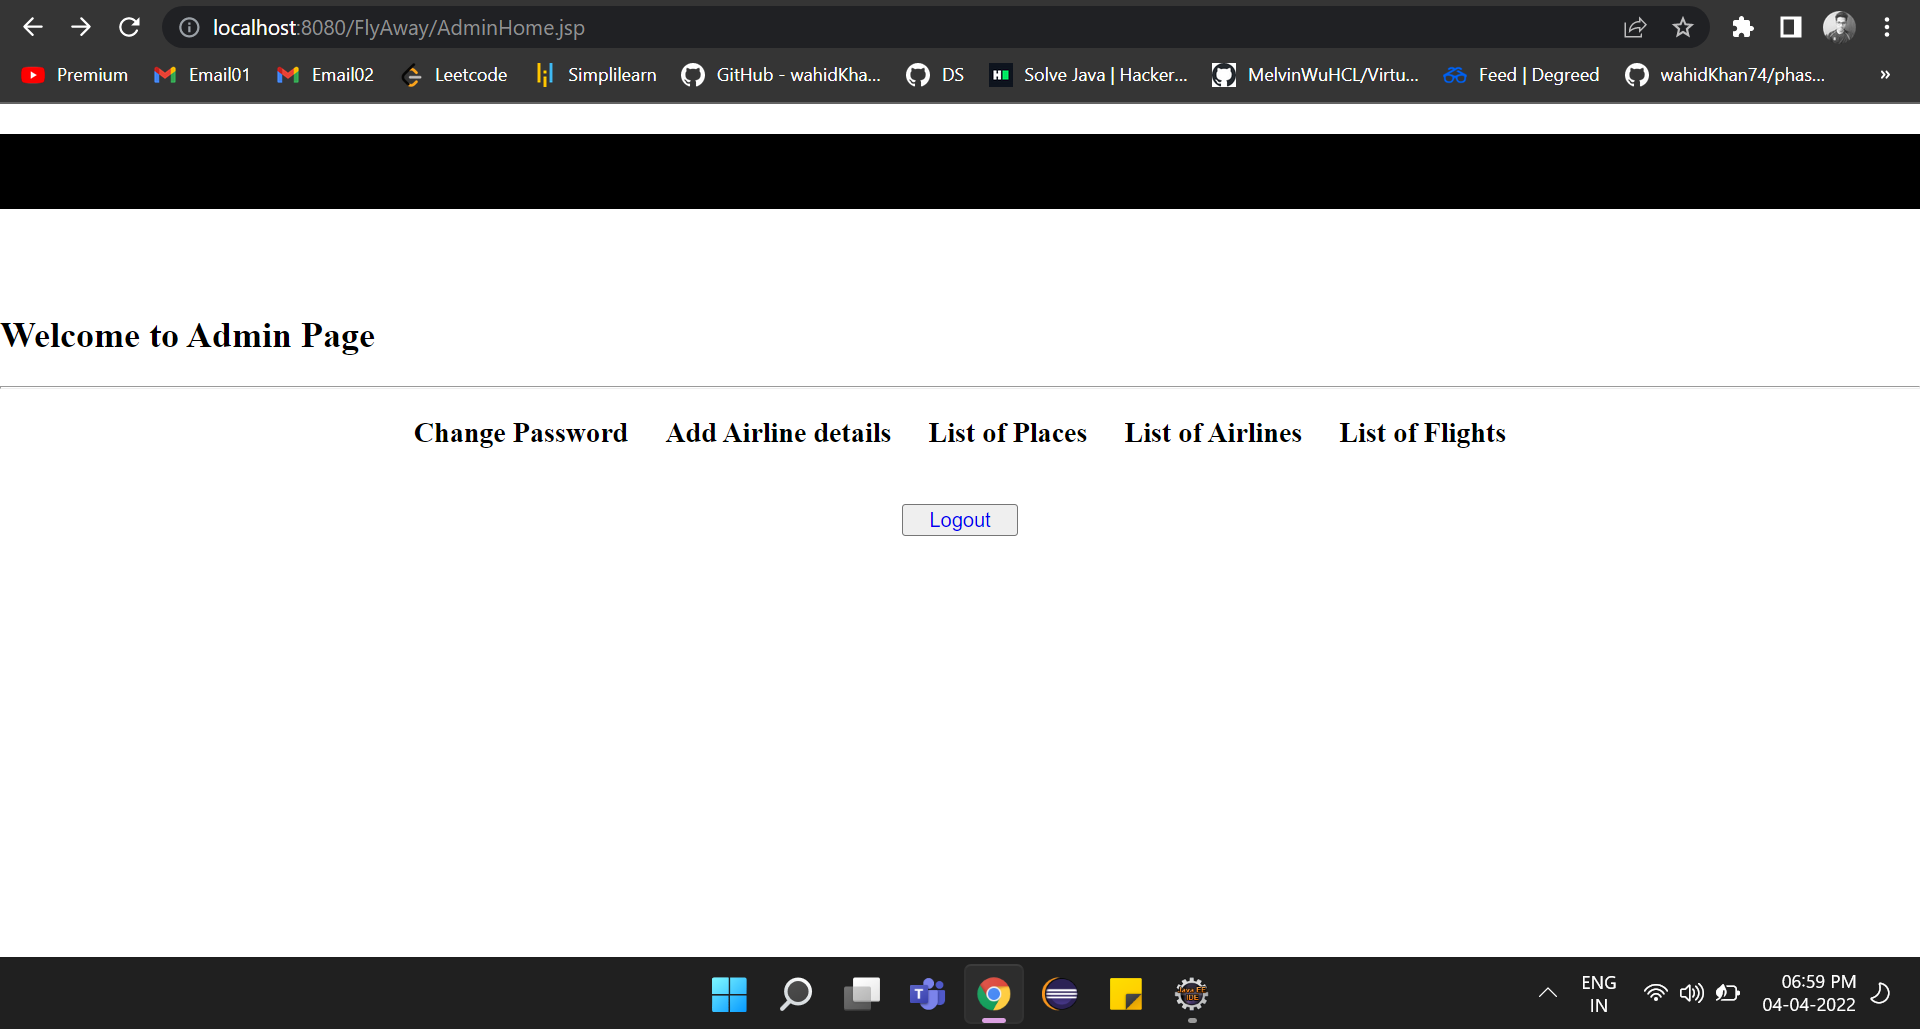 localhost:8080/FlyAway/AdminHome.jsp
Premium Email01 Email02 Leetcode Simplilearn GitHub - wahidKha... DS Solve Java | Hacker... MelvinWuHCL/Virtu... Feed | Degreed wahidKhan74/phas... »
Welcome to Admin Page
Change Password Add Airline details List of Places List of Airlines List of Flights
Logout
ENG
IN
06:59 PM
04-04-2022